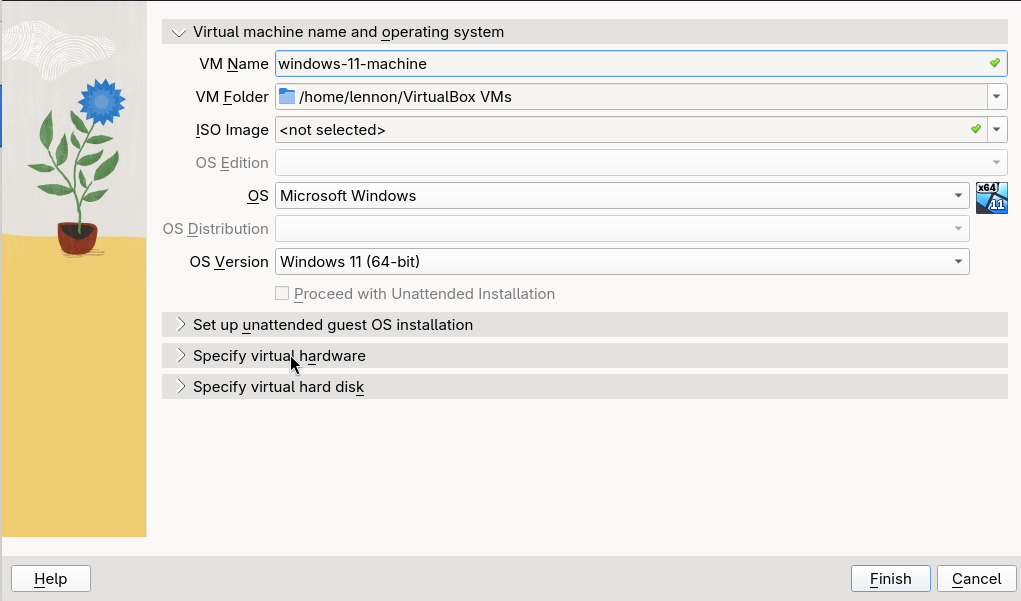 Virtual machine name and operating system
VM Name windows-11-machine
VM Folder /home/lennon/VirtualBox VMs
ISO Image <not selected>
OS Edition
OS Microsoft Windows
x64
11
OS Distribution
OS Version Windows 11 (64-bit)
Proceed with Unattended Installation
Set up unattended guest OS installation
Specify virtual hardware
Specify virtual hard disk
Help Finish Cancel